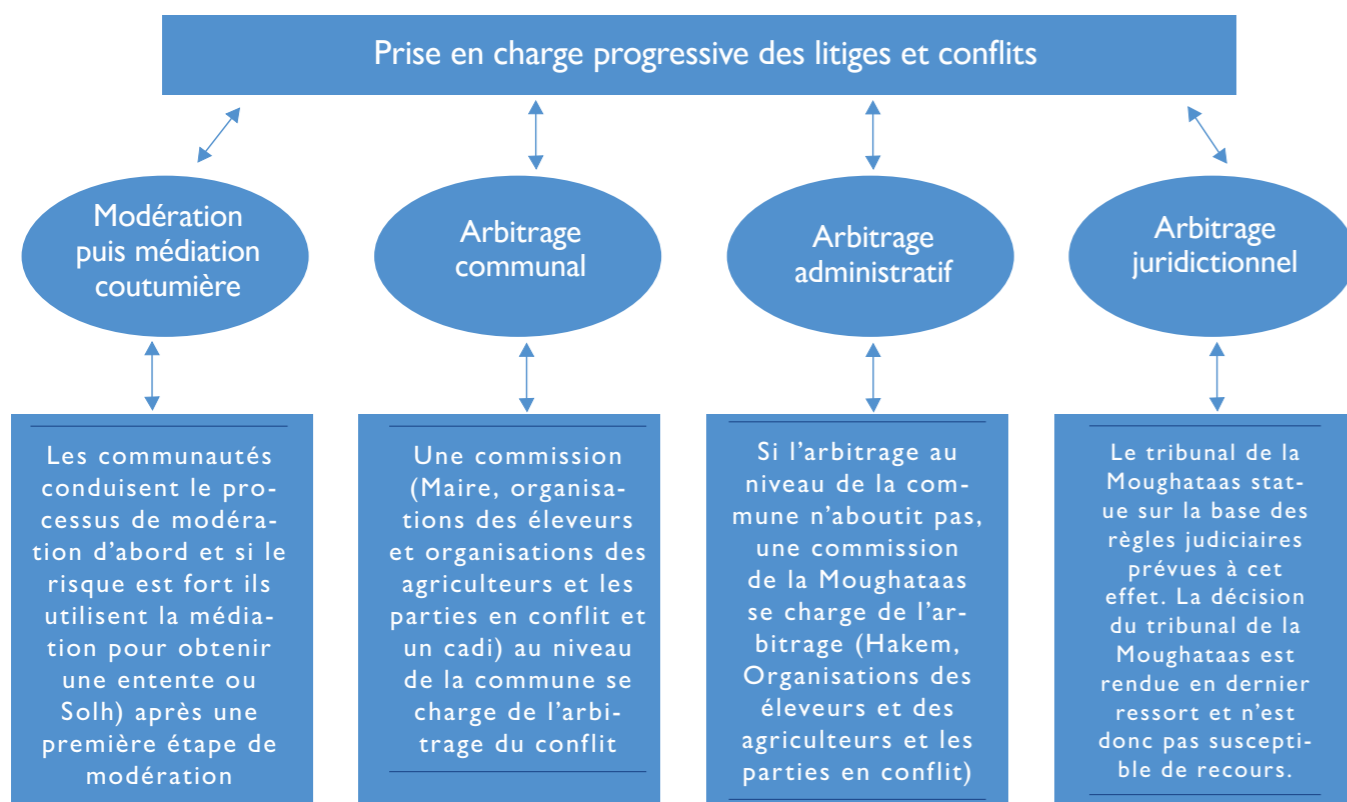 Prise en charge progressive des litiges et conflits
Modération
puis médiation
coutumière
Arbitrage
communal
Arbitrage
administratif
Arbitrage
juridictionnel
Les communautés
conduisent le pro-
cessus de modéra-
tion d'abord et si le
risque est fort ils
utilisent la média-
tion pour obtenir
une entente ou
Solh) après une
première étape de
modération
Une commission
(Maire, organisa-
tions des éleveurs
et organisations des
agriculteurs et les
parties en conflit et
un cadi) au niveau
de la commune se
charge de l'arbi-
trage du conflit
Si l'arbitrage au
niveau de la com-
mune n'aboutit pas,
une commission
de la Moughataas
se charge de l'ar-
bitrage (Hakem,
Organisations des
éleveurs et des
agriculteurs et les
parties en conflit)
Le tribunal de la
Moughataas stat-
ue sur la base des
règles judiciaires
prévues à cet
effet. La décision
du tribunal de la
Moughataas est
rendue en dernier
ressort et n'est
donc pas suscepti-
ble de recours.